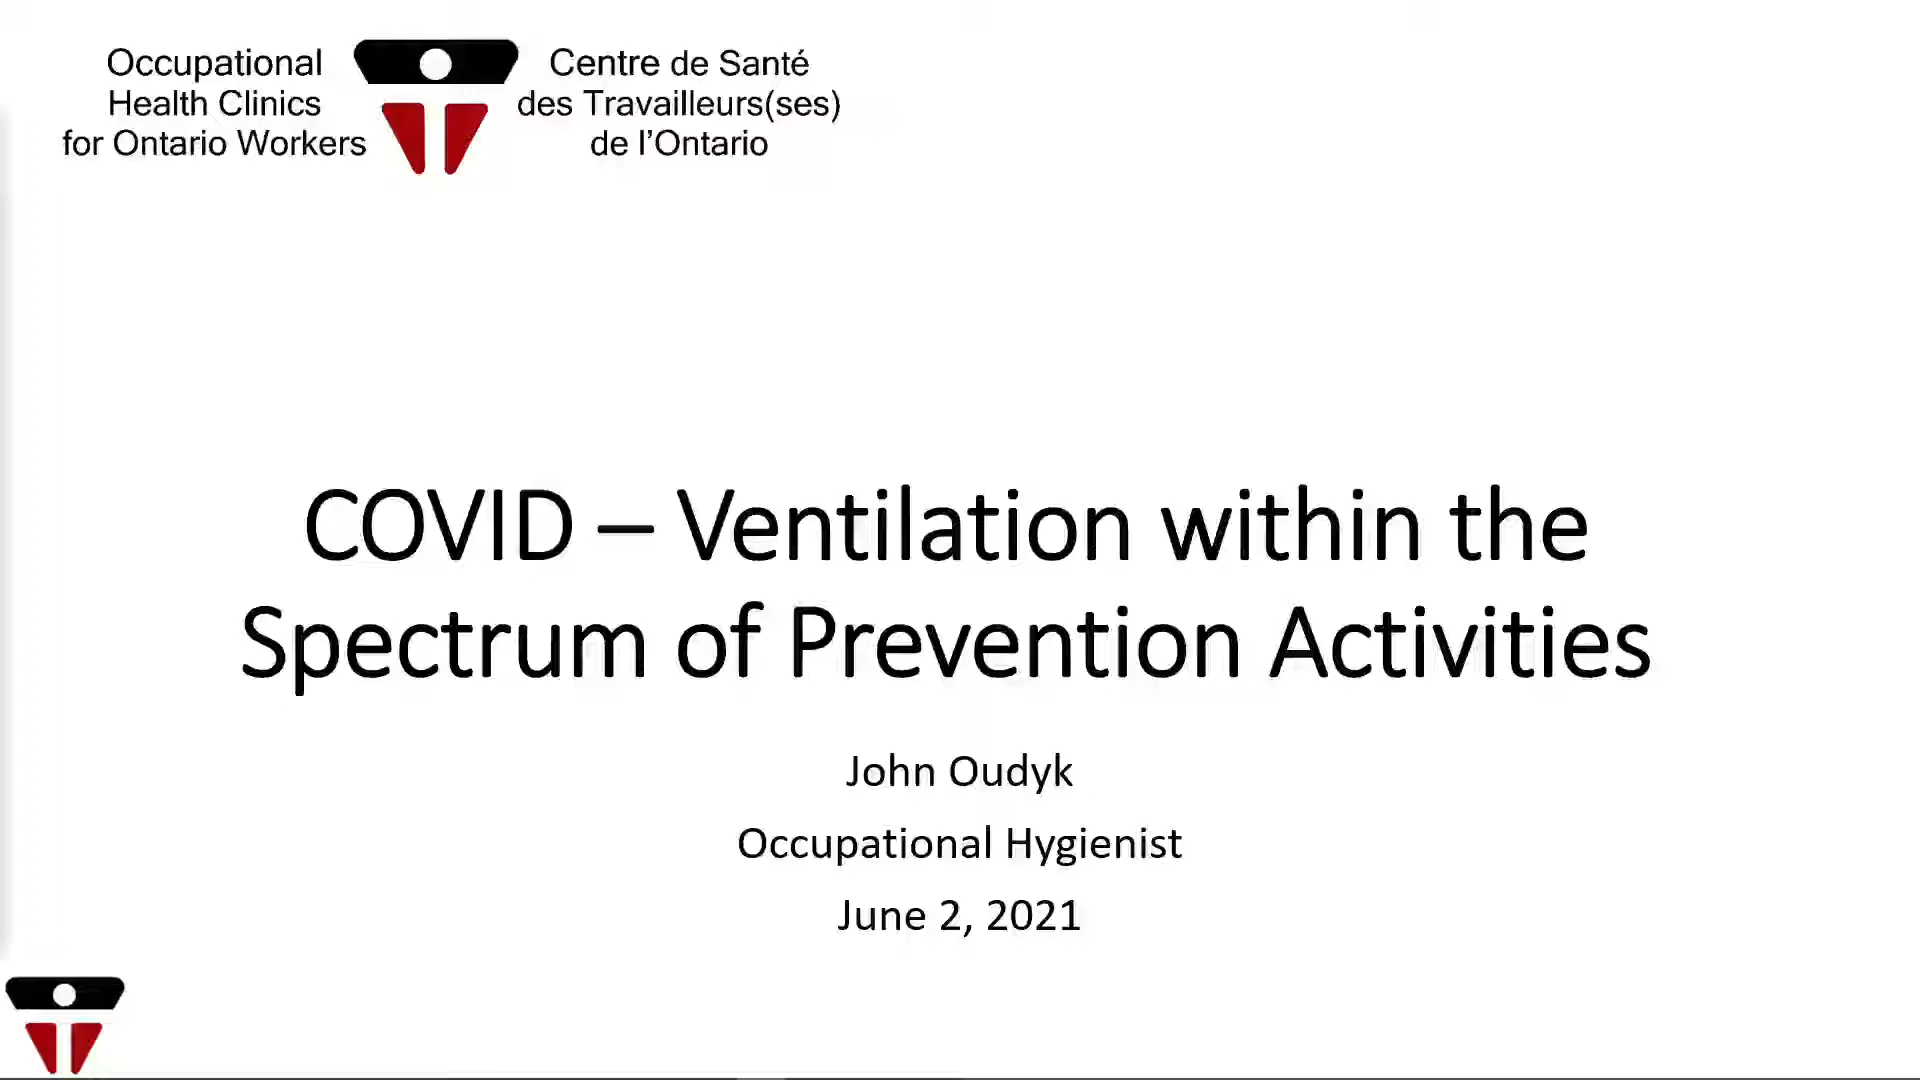 Occupational
Health Clinics
for Ontario Workers
Centre de Santé
des Travailleurs(ses)
de l’Ontario
COVID – Ventilation within the
Spectrum of Prevention Activities
John Oudyk
Occupational Hygienist
June 2, 2021